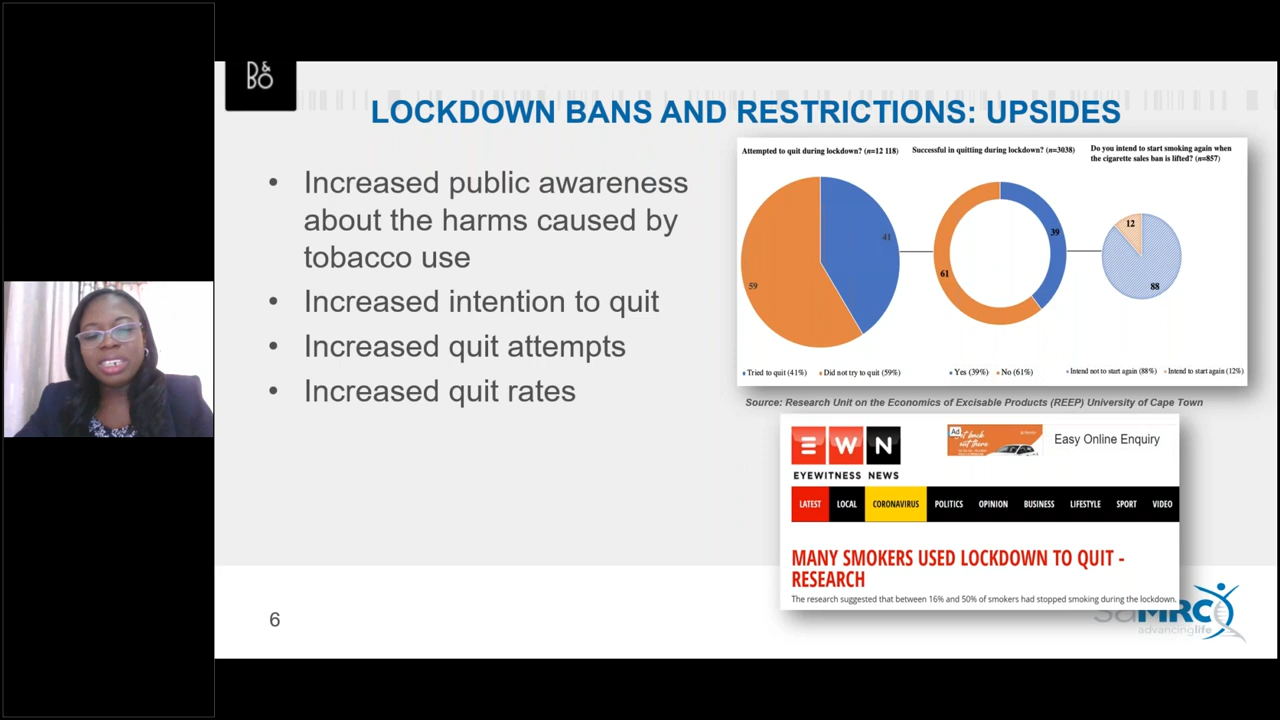 D&
BO
LOCKDOWN BANS AND RESTRICTIONS: UPSIDES
• Increased public awareness
about the harms caused by
tobacco use
• Increased intention to quit
• Increased quit attempts
• Increased quit rates
Attempted to quit during lockdown? (n=12 118)
59
41
Tried to quit (41%)
Did not try to quit (59%)
Successful in quitting during lockdown? (n=3038)
61
39
Yes (39%)
No (61%)
Do you intend to start smoking again when
the cigarette sales ban is lifted? (n=857)
12
88
Intend not to start again (88%)
Intend to start again (12%)
Source: Research Unit on the Economics of Excisable Products (REEP) University of Cape Town
EWN
EYEWITNESS NEWS
Ad
out there
Easy Online Enquiry
LATEST LOCAL CORONAVIRUS POLITICS OPINION BUSINESS LIFESTYLE SPORT VIDEO
MANY SMOKERS USED LOCKDOWN TO QUIT -
RESEARCH
The research suggested that between 16% and 50% of smokers had stopped smoking during the lockdown.
6
saMRC
advancinglife